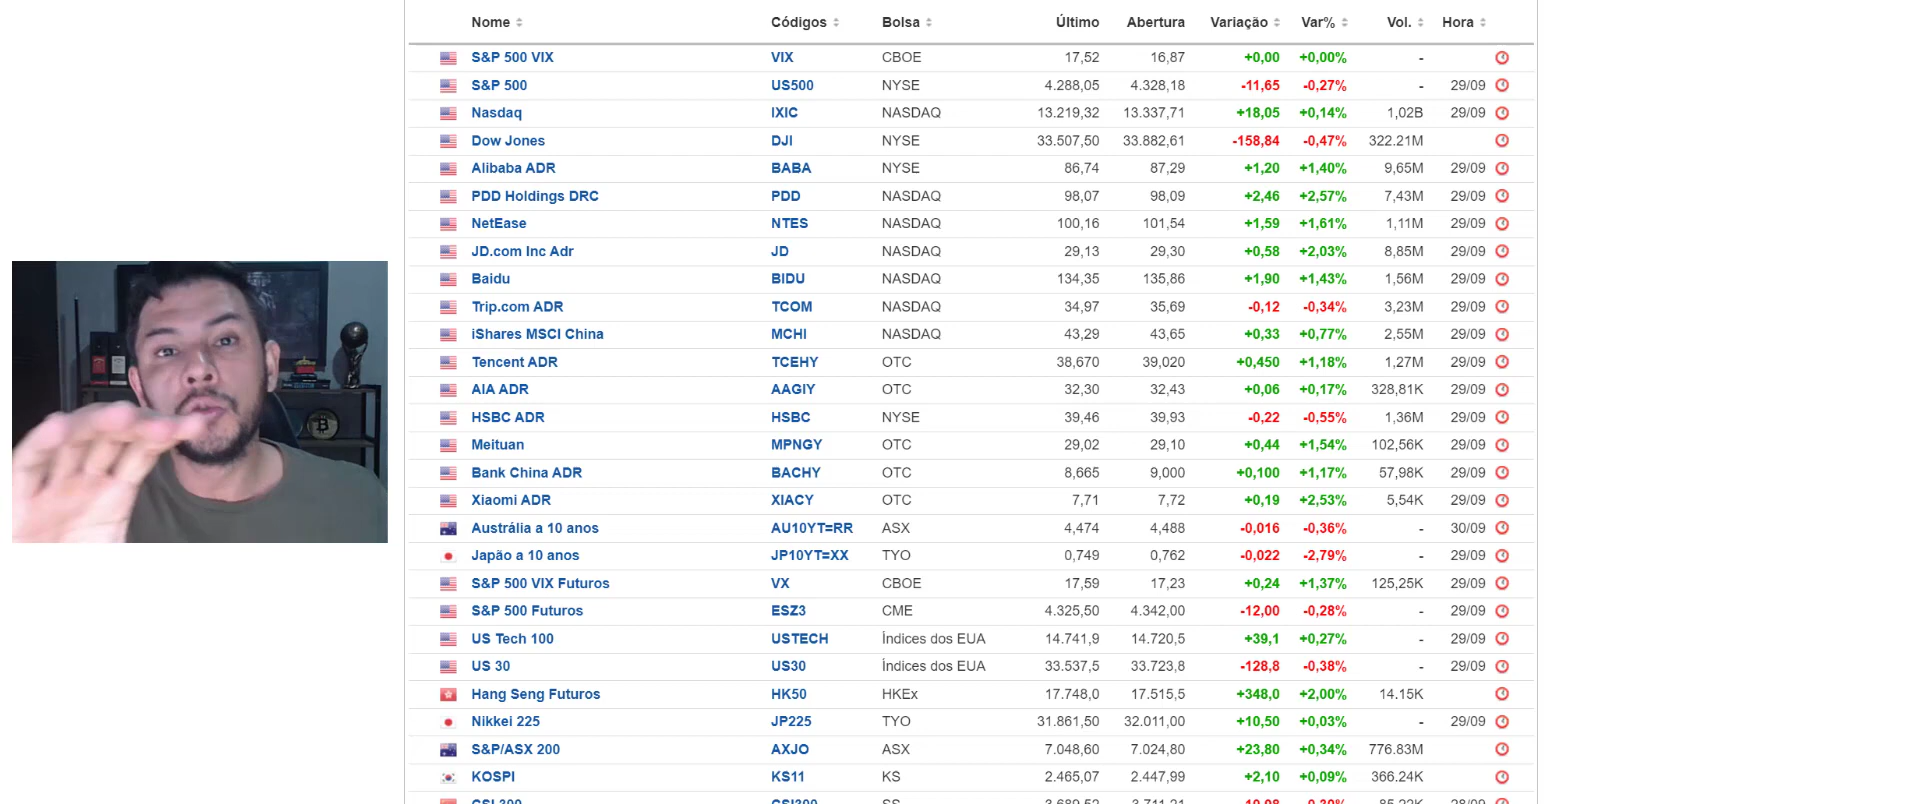 Nome Códigos Bolsa Último Abertura Variação Var% Vol. Hora
S&P 500 VIX VIX CBOE 17,52 16,87 +0,00 +0,00% -
S&P 500 US500 NYSE 4.288,05 4.328,18 -11,65 -0,27% - 29/09
Nasdaq IXIC NASDAQ 13.219,32 13.337,71 +18,05 +0,14% 1,02B 29/09
Dow Jones DJI NYSE 33.507,50 33.882,61 -158,84 -0,47% 322.21M
Alibaba ADR BABA NYSE 86,74 87,29 +1,20 +1,40% 9,65M 29/09
PDD Holdings DRC PDD NASDAQ 98,07 98,09 +2,46 +2,57% 7,43M 29/09
NetEase NTES NASDAQ 100,16 101,54 +1,59 +1,61% 1,11M 29/09
JD.com Inc Adr JD NASDAQ 29,13 29,30 +0,58 +2,03% 8,85M 29/09
Baidu BIDU NASDAQ 134,35 135,86 +1,90 +1,43% 1,56M 29/09
Trip.com ADR TCOM NASDAQ 34,97 35,69 -0,12 -0,34% 3,23M 29/09
iShares MSCI China MCHI NASDAQ 43,29 43,65 +0,33 +0,77% 2,55M 29/09
Tencent ADR TCEHY OTC 38,670 39,020 +0,450 +1,18% 1,27M 29/09
AIA ADR AAGIY OTC 32,30 32,43 +0,06 +0,17% 328,81K 29/09
HSBC ADR HSBC NYSE 39,46 39,93 -0,22 -0,55% 1,36M 29/09
Meituan MPNGY OTC 29,02 29,10 +0,44 +1,54% 102,56K 29/09
Bank China ADR BACHY OTC 8,665 9,000 +0,100 +1,17% 57,98K 29/09
Xiaomi ADR XIACY OTC 7,71 7,72 +0,19 +2,53% 5,54K 29/09
Austrália a 10 anos AU10YT=RR ASX 4,474 4,488 -0,016 -0,36% - 30/09
Japão a 10 anos JP10YT=XX TYO 0,749 0,762 -0,022 -2,79% - 29/09
S&P 500 VIX Futuros VX CBOE 17,59 17,23 +0,24 +1,37% 125,25K 29/09
S&P 500 Futuros ESZ3 CME 4.325,50 4.342,00 -12,00 -0,28% - 29/09
US Tech 100 USTECH Índices dos EUA 14.741,9 14.720,5 +39,1 +0,27% - 29/09
US 30 US30 Índices dos EUA 33.537,5 33.723,8 -128,8 -0,38% - 29/09
Hang Seng Futuros HK50 HKEx 17.748,0 17.515,5 +348,0 +2,00% 14.15K
Nikkei 225 JP225 TYO 31.861,50 32.011,00 +10,50 +0,03% - 29/09
S&P/ASX 200 AXJO ASX 7.048,60 7.024,80 +23,80 +0,34% 776.83M
KOSPI KS11 KS 2.465,07 2.447,99 +2,10 +0,09% 366.24K